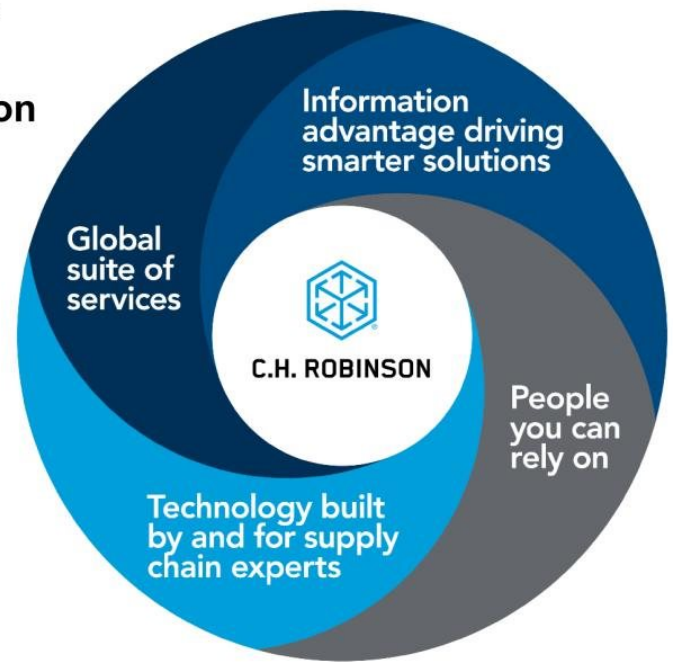 on
Information
advantage driving
smarter solutions
Global
suite of
services
C.H. ROBINSON
People
you can
rely on
Technology built
by and for supply
chain experts